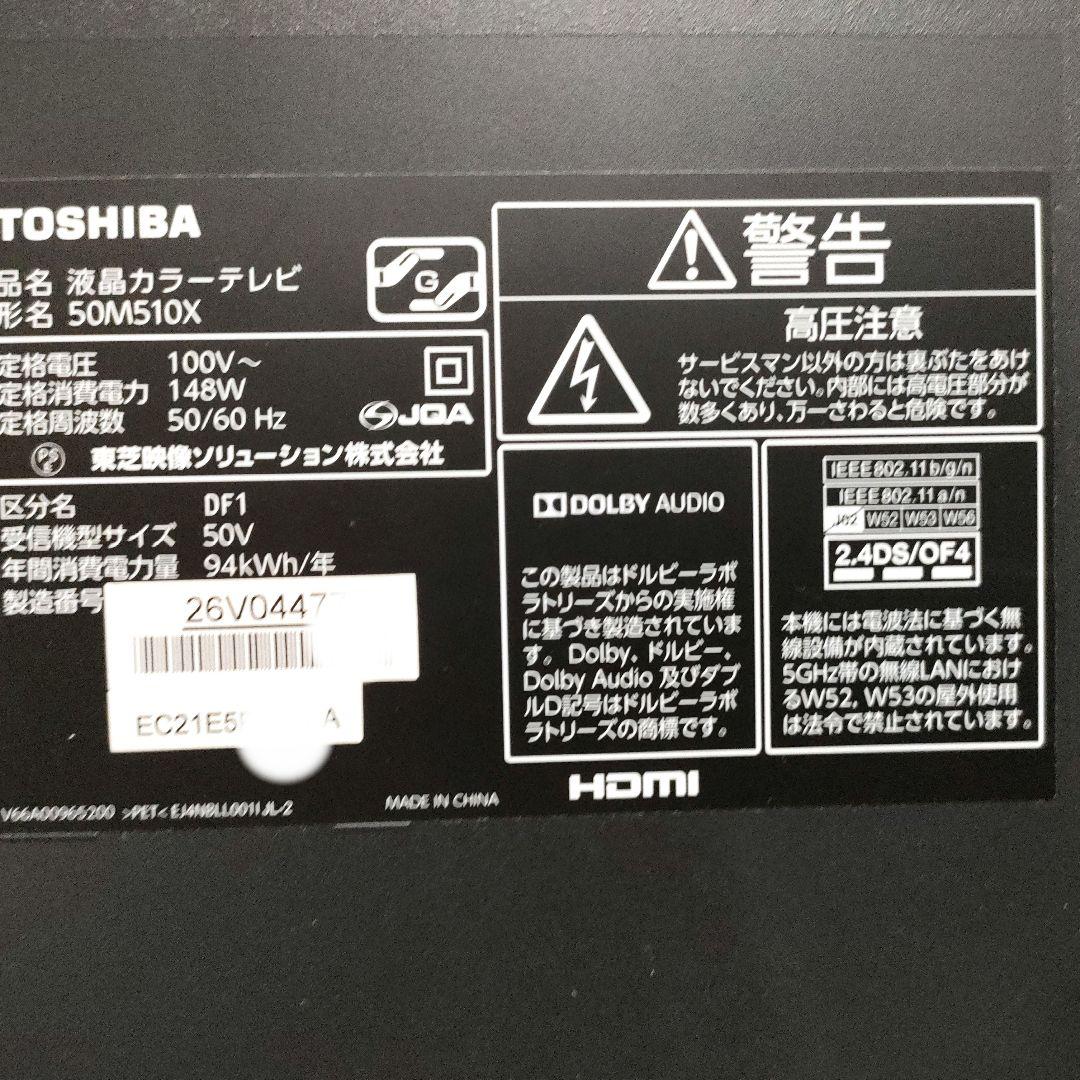 TOSHIBA
品名 液晶カラーテレビ
形名 50M510X
G
定格電圧 100V～
定格消費電力 148W
定格周波数 50/60 Hz
JQA
PS
E
東芝映像ソリューション株式会社
区分名 DF1
受信機型サイズ 50V
年間消費電力量 94kWh/年
製造番号
26V0447
EC21E5
A
V66A00965200 >PET< EJ4NBLL001IJL-2
MADE IN CHINA
警告
高圧注意
サービスマン以外の方は裏ぶたをあけ
ないでください。内部には高電圧部分が
数多くあり、万一さわると危険です。
DOLBY AUDIO
この製品はドルビーラボ
ラトリーズからの実施権
に基づき製造されていま
す。Dolby、ドルビー、
Dolby Audio 及びダブ
ルD記号はドルビーラボ
ラトリーズの商標です。
IEEE802.11b/g/n
IEEE802.11a/n
J52 W52 W53 W56
2.4DS/OF4
本機には電波法に基づく無
線設備が内蔵されています。
5GHz帯の無線LANにおけ
るW52, W53の屋外使用
は法令で禁止されています。
HDMI